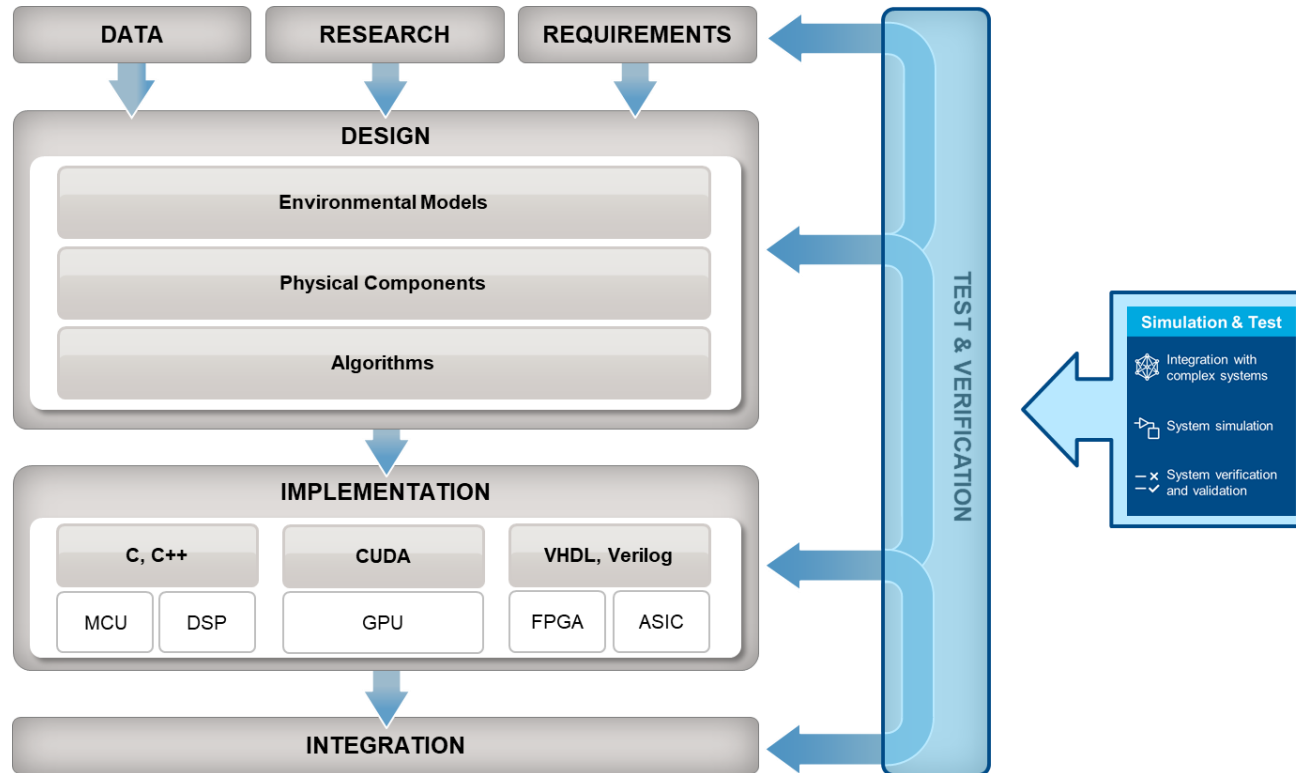 DATA
RESEARCH
REQUIREMENTS
DESIGN
Environmental Models
Physical Components
Algorithms
IMPLEMENTATION
C, C++
CUDA
VHDL, Verilog
MCU
DSP
GPU
FPGA
ASIC
INTEGRATION
TEST & VERIFICATION
Simulation & Test
Integration with
complex systems
System simulation
System verification
and validation